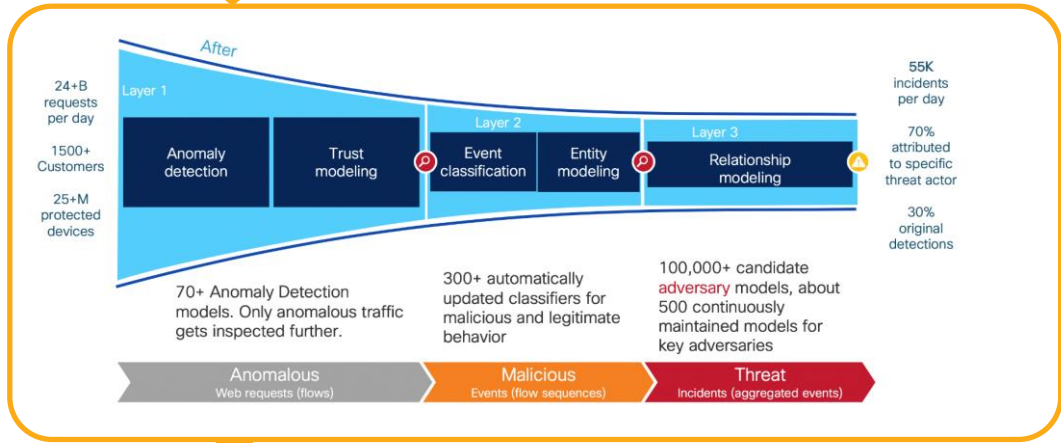 After
24+B
requests
per day
1500+
Customers
25+M
protected
devices
Layer 1
Anomaly
detection
Trust
modeling
Layer 2
Event
classification
Entity
modeling
Layer 3
Relationship
modeling
55K
incidents
per day
70%
attributed
to specific
threat actor
30%
original
detections
70+ Anomaly Detection
models. Only anomalous traffic
gets inspected further.
300+ automatically
updated classifiers for
malicious and legitimate
behavior
100,000+ candidate
adversary models, about
500 continuously
maintained models for
key adversaries
Anomalous
Web requests (flows)
Malicious
Events (flow sequences)
Threat
Incidents (aggregated events)